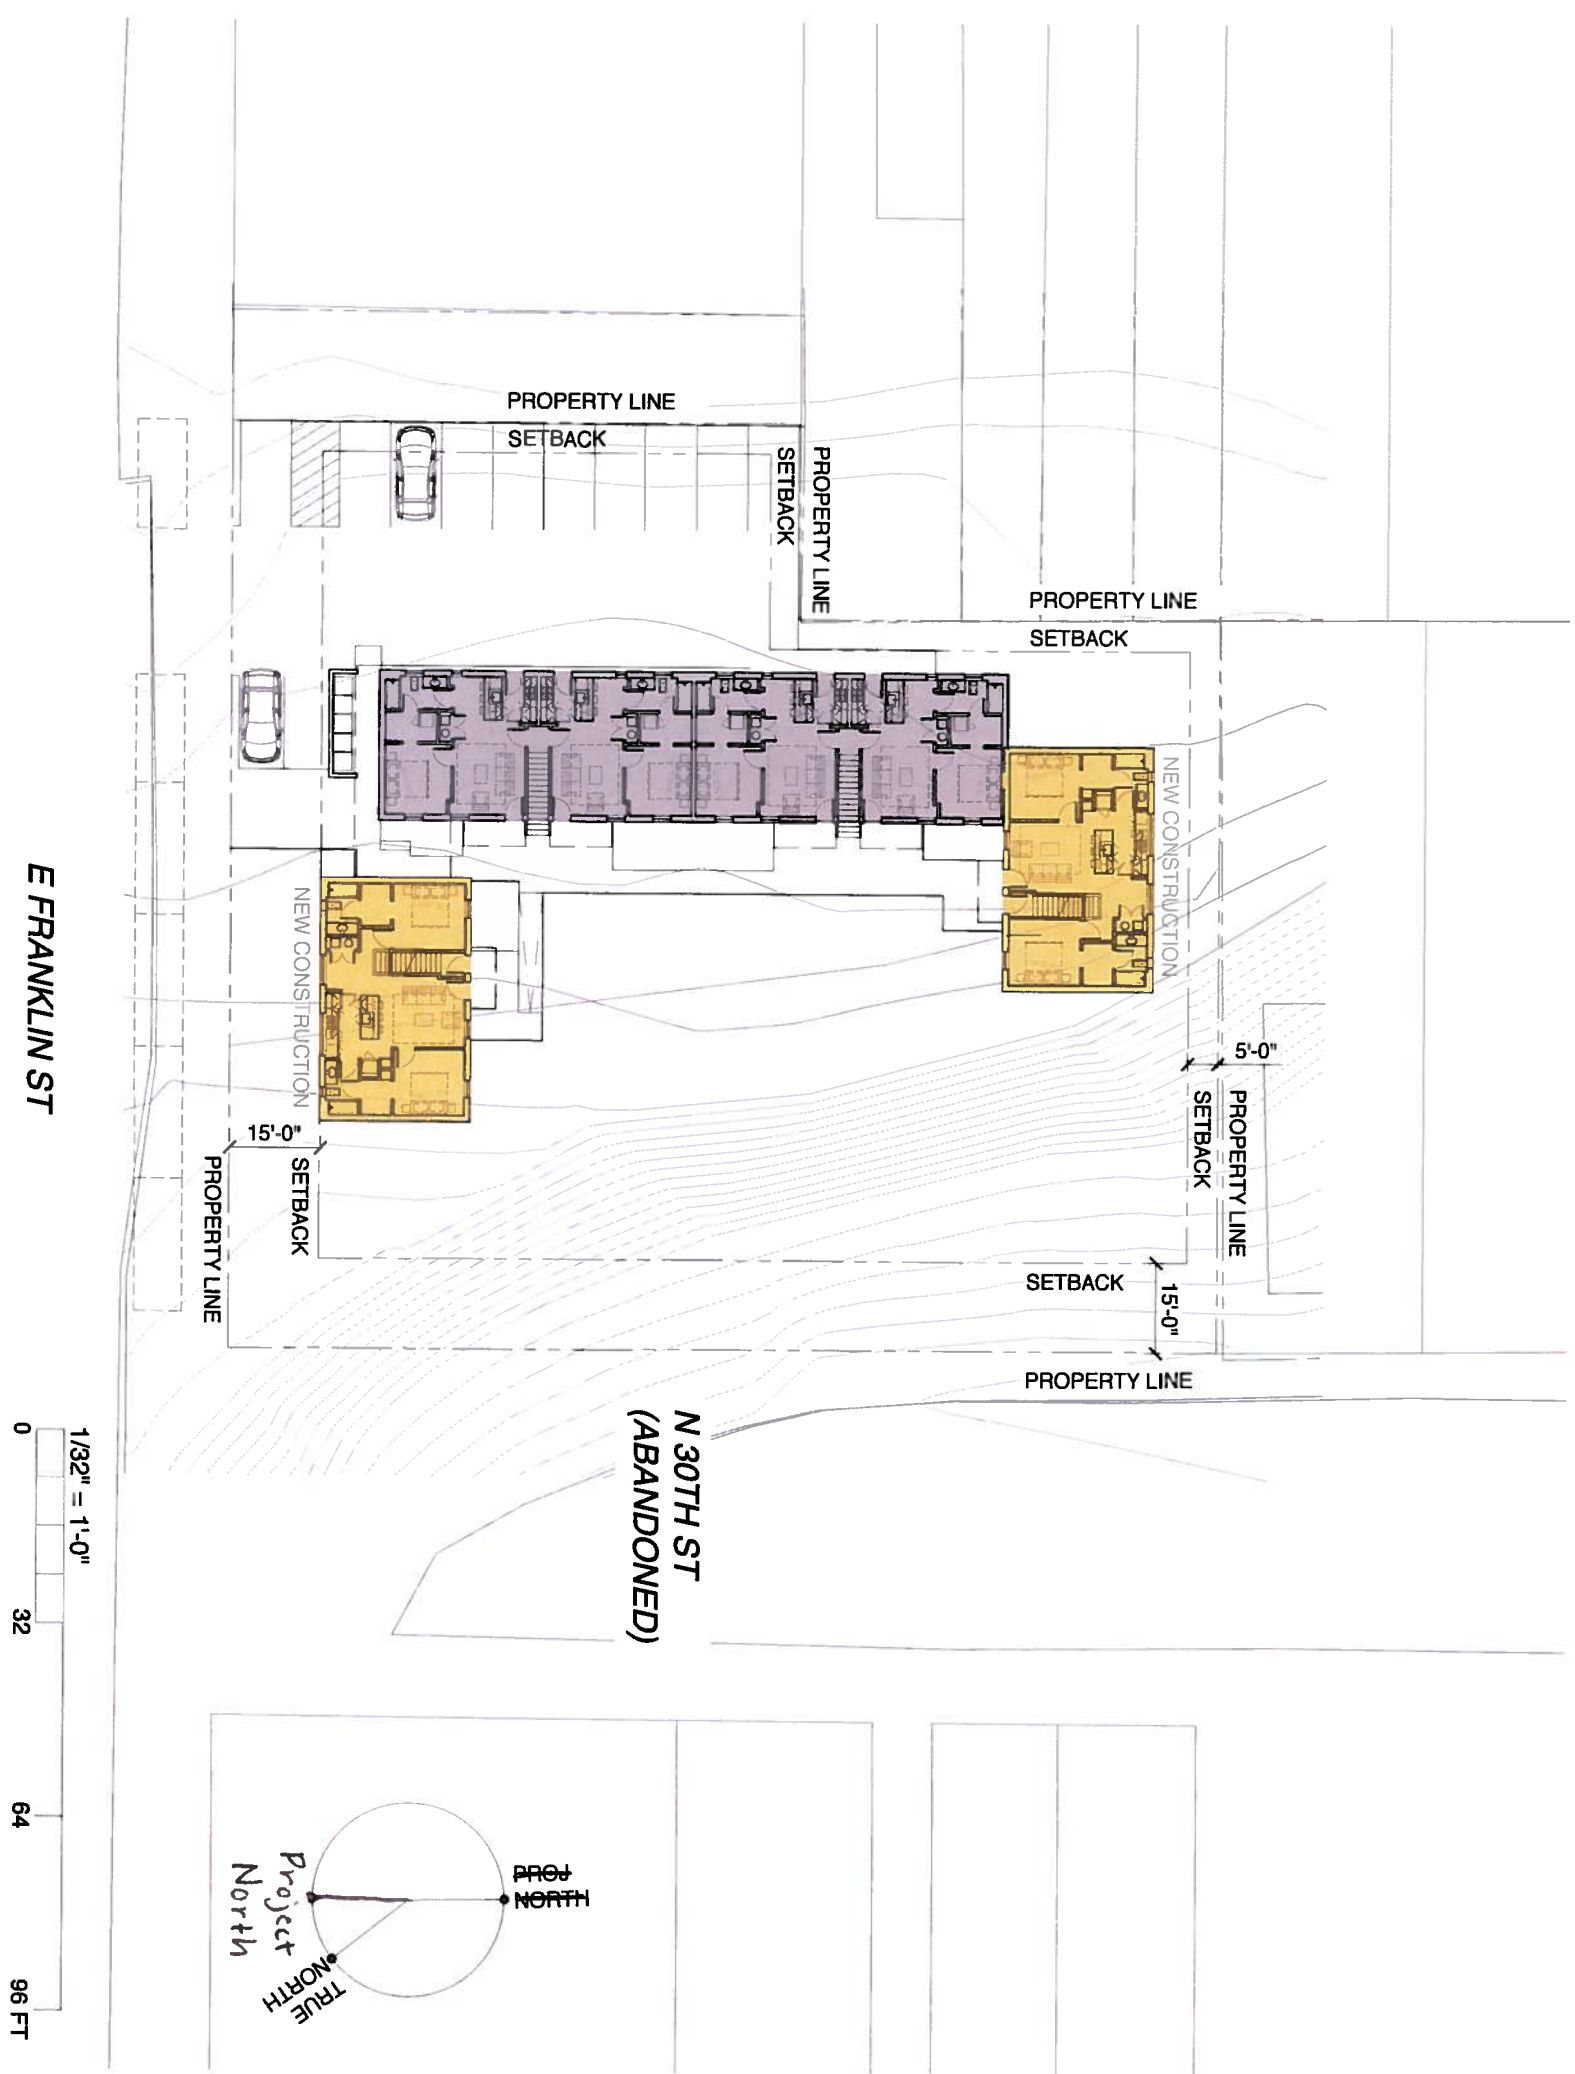 PROPERTY LINE
SETBACK
PROPERTY LINE
SETBACK
PROPERTY LINE
SETBACK
NEW CONSTRUCTION
NEW CONSTRUCTION
E FRANKLIN ST
5'-0"
PROPERTY LINE
SETBACK
15'-0"
SETBACK
PROPERTY LINE
SETBACK
15'-0"
PROPERTY LINE
N 30TH ST
(ABANDONED)
1/32" = 1'-0"
0 32 64 96 FT
PROJ
NORTH
Project
North
TRUE
NORTH